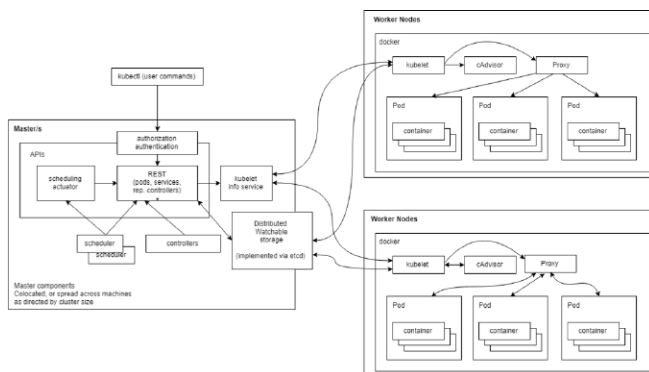 kubectl (user commands)
Master/s
authorization
authentication
APIs
scheduling
actuator
REST
(pods, services,
rep. controllers)
kubelet
info service
scheduler
scheduler
controllers
Distributed
Watchable
storage
(implemented via etcd)
Master components
Colocated, or spread across machines
as directed by cluster size
Worker Nodes
docker
kubelet
cAdvisor
Proxy
Pod
Pod
Pod
container
container
container
Worker Nodes
docker
kubelet
cAdvisor
Proxy
Pod
Pod
Pod
container
container
container